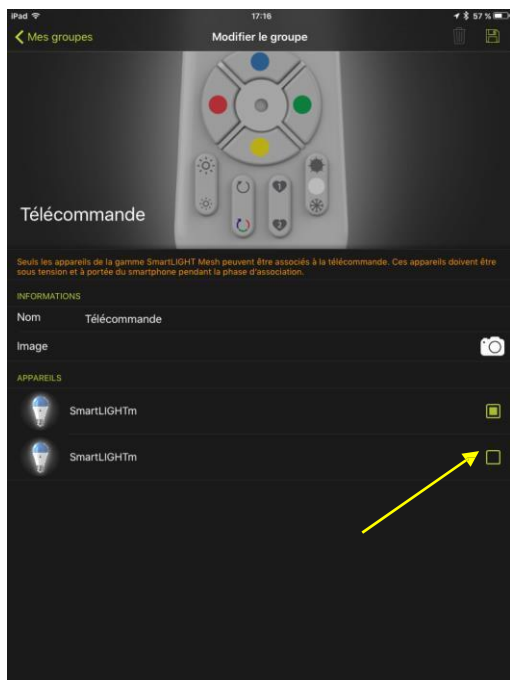 iPad 17:16 57 %
Mes groupes Modifier le groupe
1
2
Télécommande
Seuls les appareils de la gamme SmartLIGHT Mesh peuvent être associés à la télécommande. Ces appareils doivent être
sous tension et à portée du smartphone pendant la phase d'association.
INFORMATIONS
Nom Télécommande
Image
APPAREILS
SmartLIGHTm
SmartLIGHTm